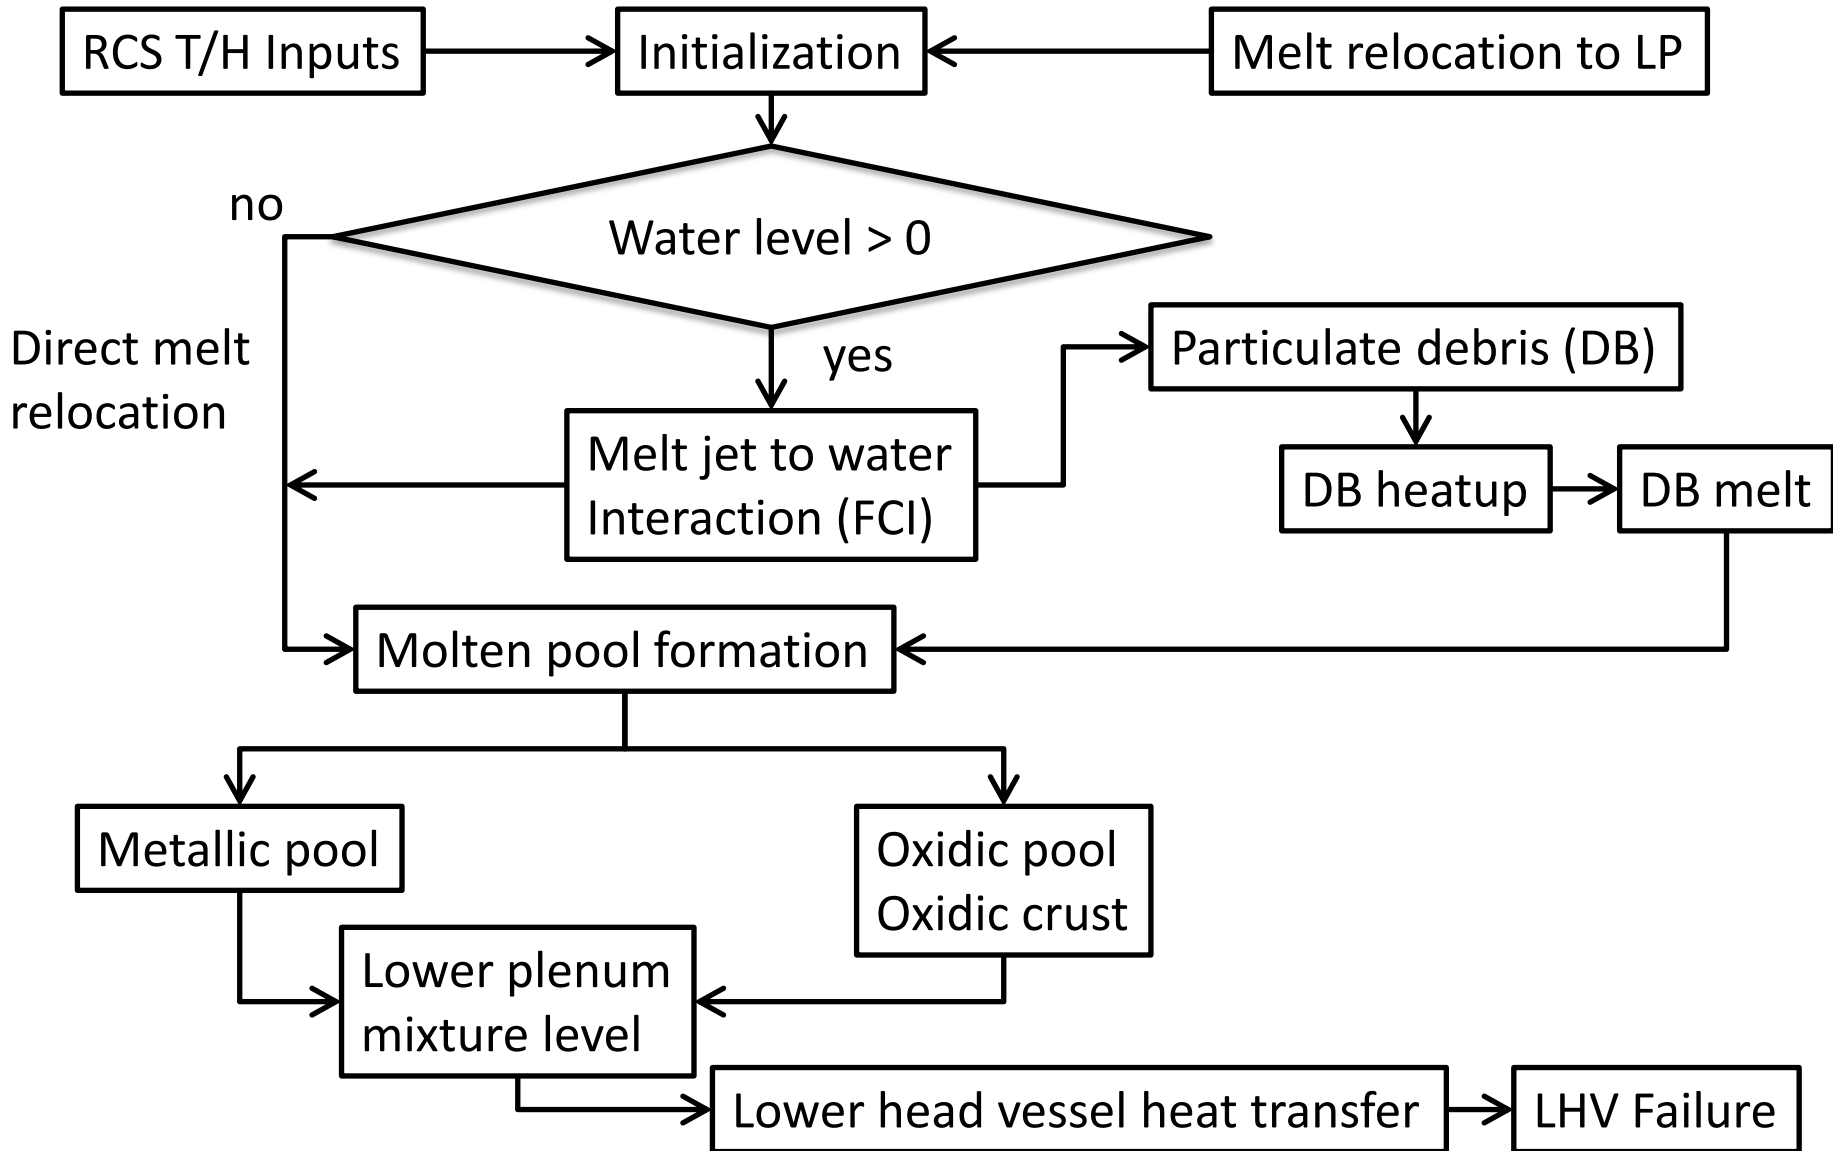 RCS T/H Inputs
Initialization
Melt relocation to LP
no
Water level > 0
Direct melt
relocation
yes
Particulate debris (DB)
Melt jet to water
Interaction (FCI)
DB heatup
DB melt
Molten pool formation
Metallic pool
Oxidic pool
Oxidic crust
Lower plenum
mixture level
Lower head vessel heat transfer
LHV Failure